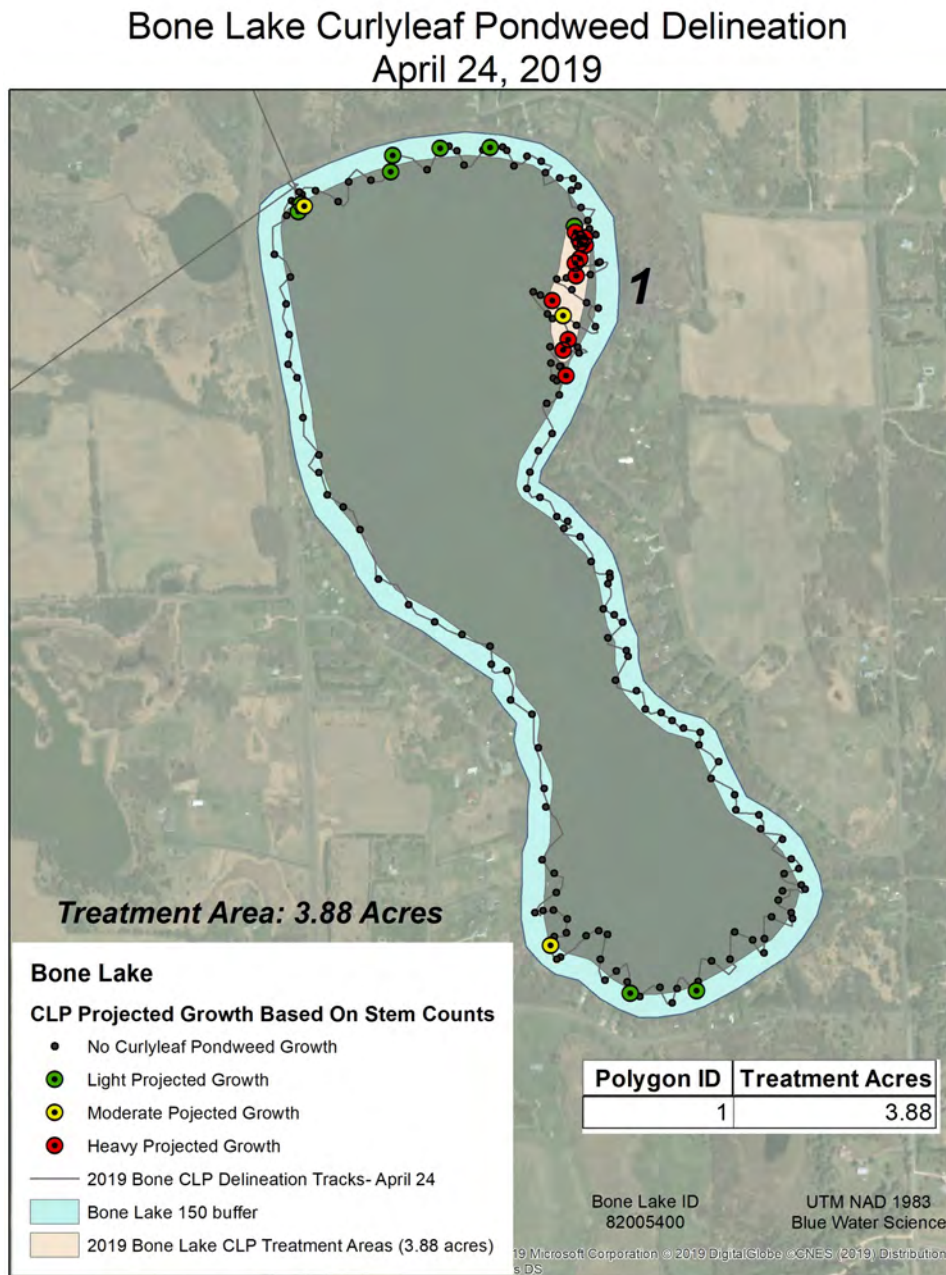 Bone Lake Curlyleaf Pondweed Delineation
April 24, 2019
1
Treatment Area: 3.88 Acres
Bone Lake
CLP Projected Growth Based On Stem Counts
No Curlyleaf Pondweed Growth
Light Projected Growth
Moderate Pojected Growth
Heavy Projected Growth
2019 Bone CLP Delineation Tracks- April 24
Bone Lake 150 buffer
2019 Bone Lake CLP Treatment Areas (3.88 acres)
Polygon ID Treatment Acres
1 3.88
Bone Lake ID
82005400
UTM NAD 1983
Blue Water Science
19 Microsoft Corporation © 2019 DigitalGlobe ©CNES (2019) Distribution
s DS